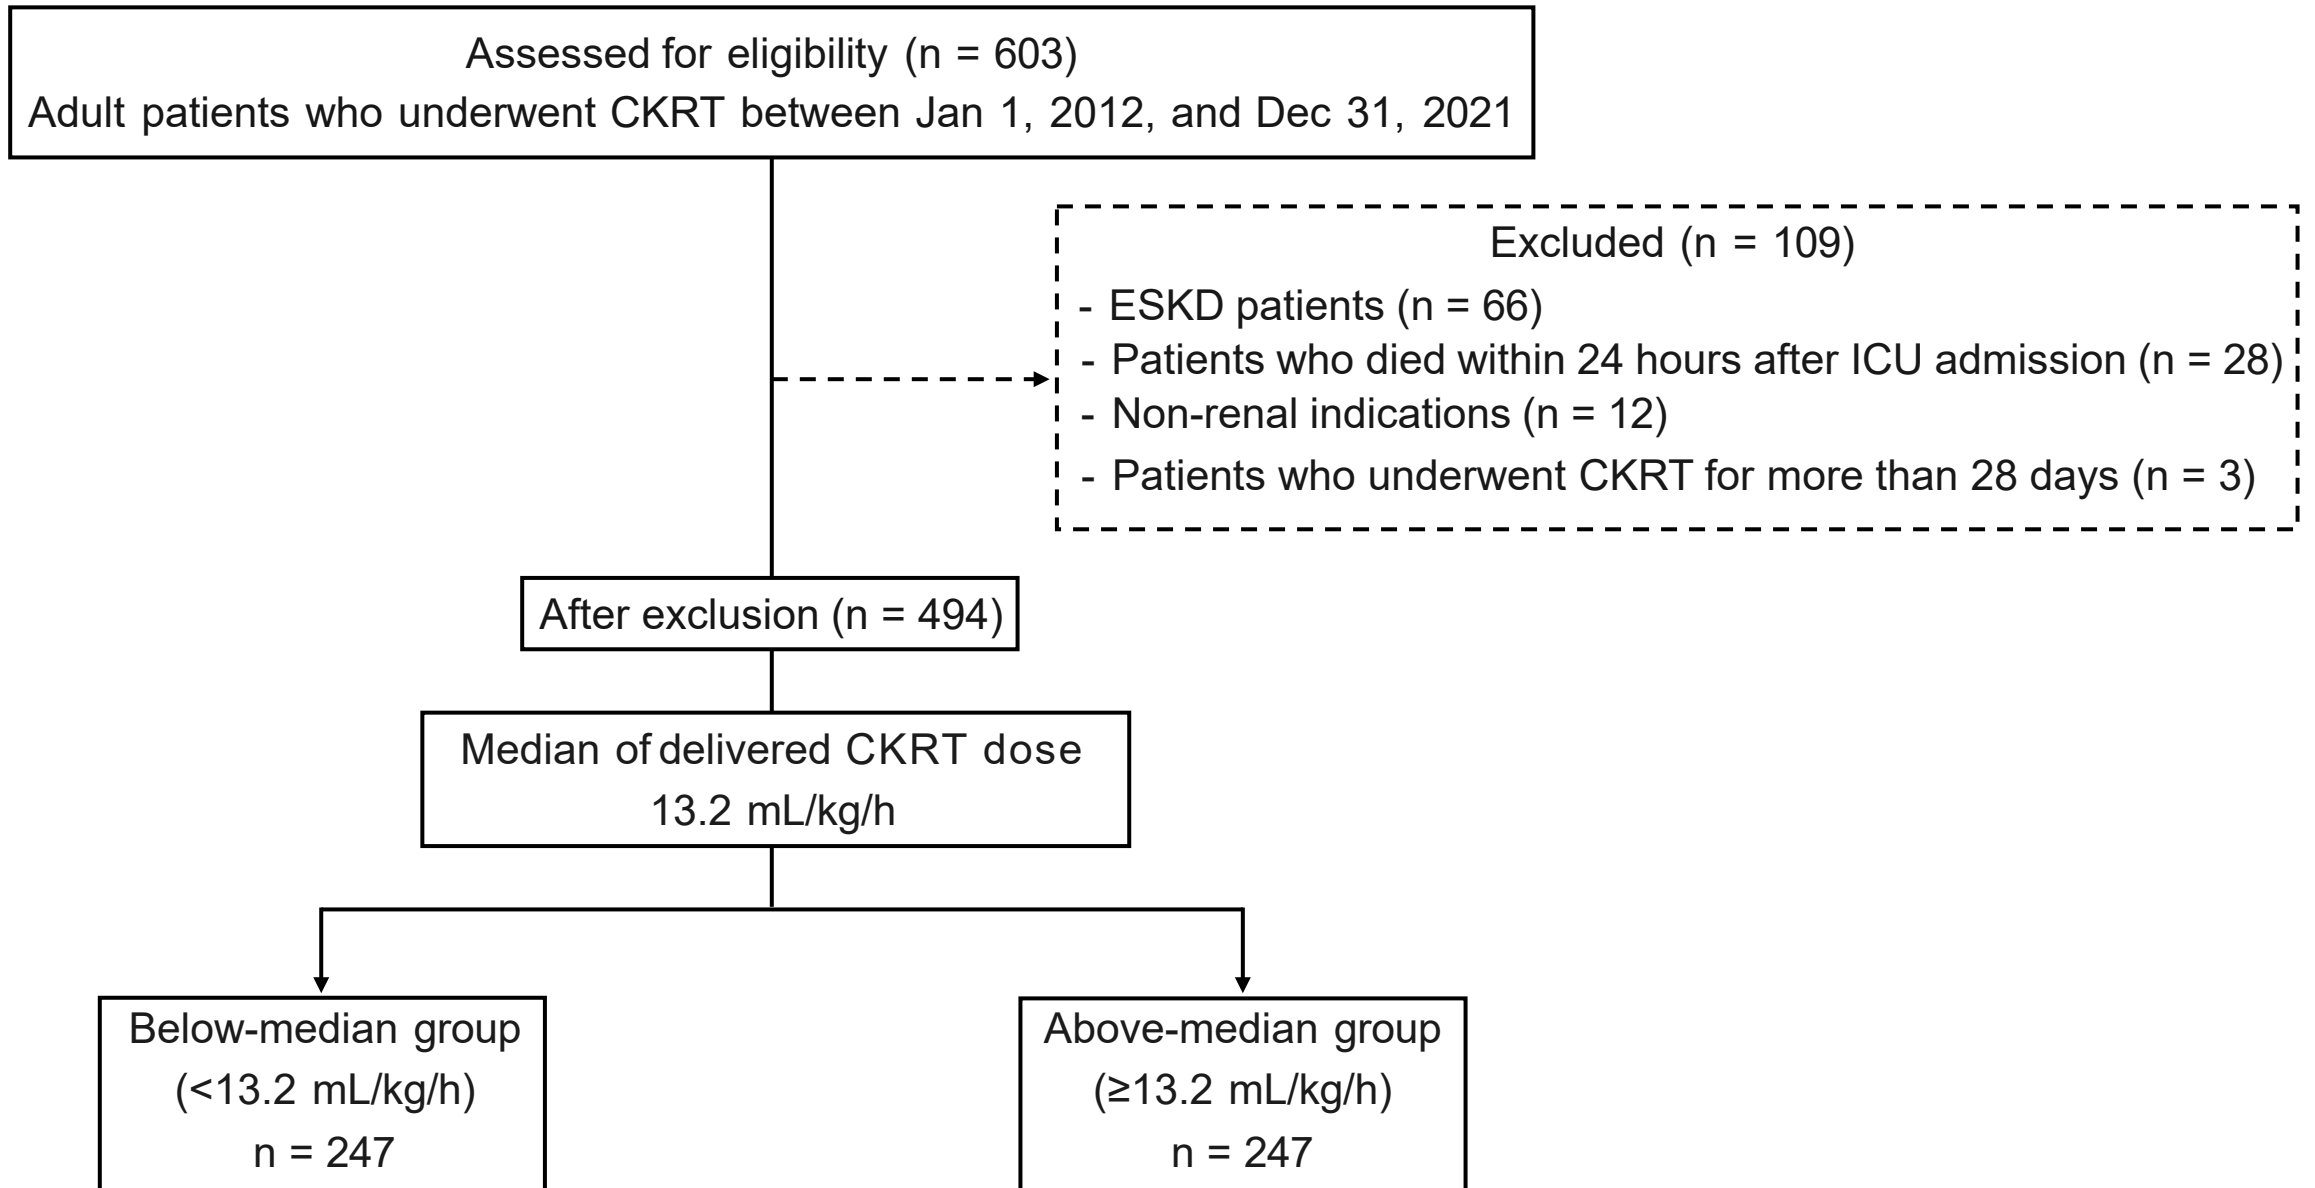 Assessed for eligibility (n = 603)
Adult patients who underwent CKRT between Jan 1, 2012, and Dec 31, 2021
Excluded (n = 109)
- ESKD patients (n = 66)
- Patients who died within 24 hours after ICU admission (n = 28)
- Non-renal indications (n = 12)
- Patients who underwent CKRT for more than 28 days (n = 3)
After exclusion (n = 494)
Median of delivered CKRT dose
13.2 mL/kg/h
Below-median group
(<13.2 mL/kg/h)
n = 247
Above-median group
(≥13.2 mL/kg/h)
n = 247